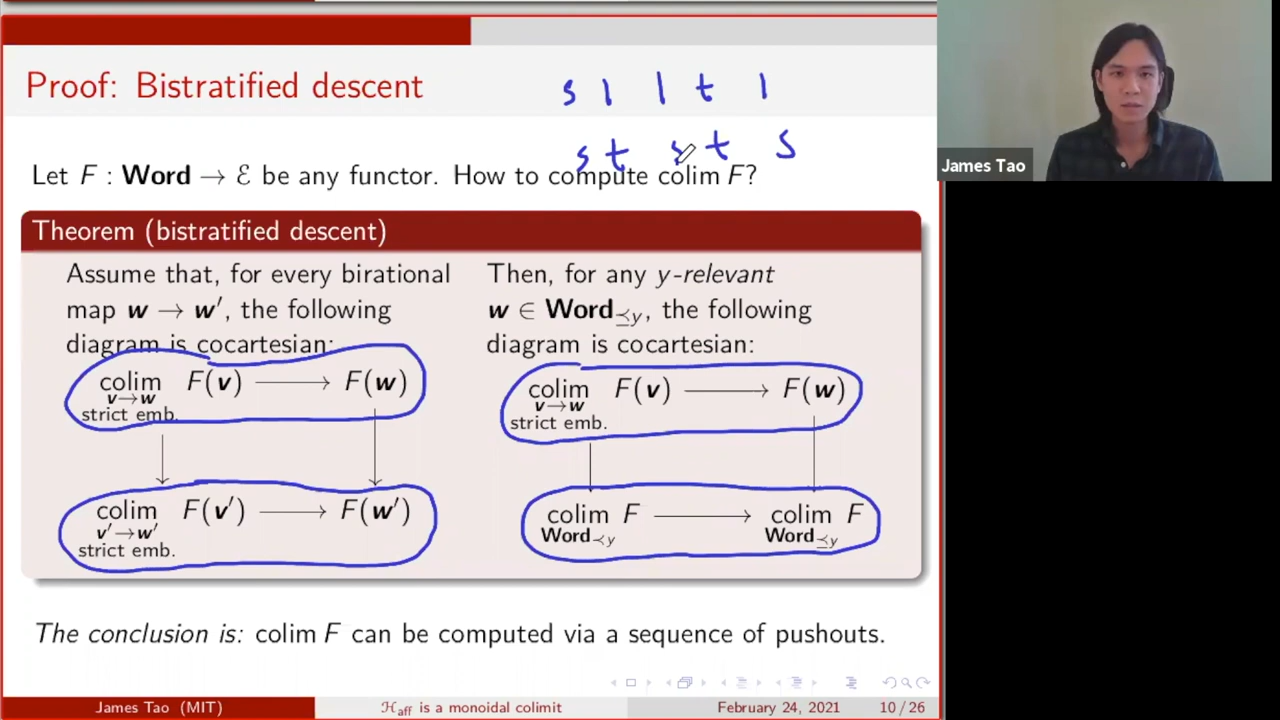 Proof: Bistratified descent
s 1 1 t 1
s t s t s
Let F : Word → ℰ be any functor. How to compute colim F?
Theorem (bistratified descent)
Assume that, for every birational
map w → w′, the following
diagram is cocartesian:
colim F(v) ⟶ F(w)
v→w
strict emb.
colim F(v′) ⟶ F(w′)
v′→w′
strict emb.
Then, for any y-relevant
w ∈ Word⪯y, the following
diagram is cocartesian:
colim F(v) ⟶ F(w)
v→w
strict emb.
colim F ⟶ colim F
Word≺y Word⪯y
The conclusion is: colim F can be computed via a sequence of pushouts.
James Tao (MIT) ℋaff is a monoidal colimit February 24, 2021 10 / 26
James Tao